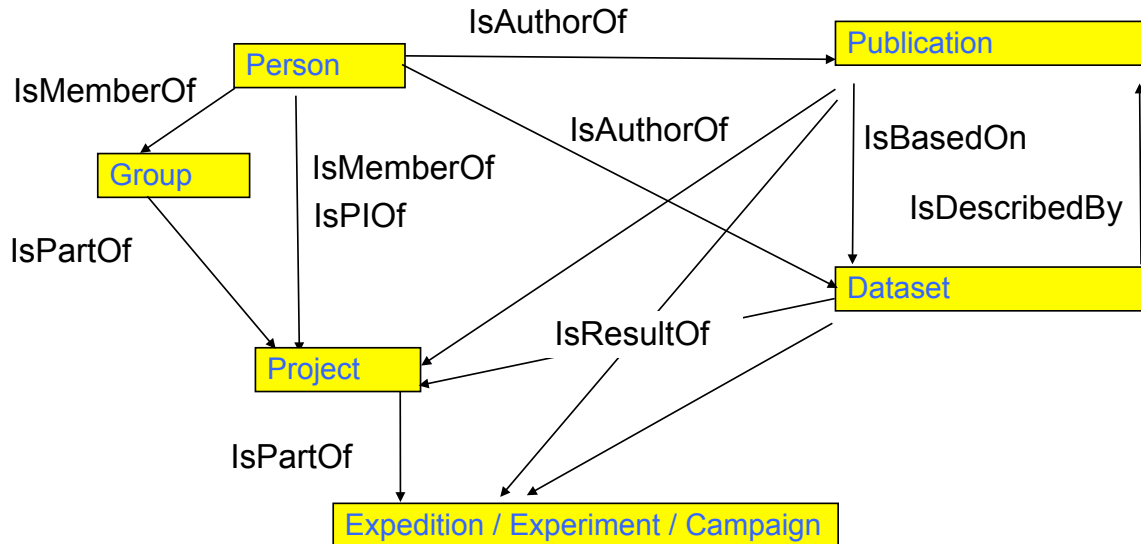 IsAuthorOf
Publication
Person
IsMemberOf
IsAuthorOf
IsBasedOn
Group
IsMemberOf
IsPIOf
IsDescribedBy
IsPartOf
Dataset
IsResultOf
Project
IsPartOf
Expedition / Experiment / Campaign